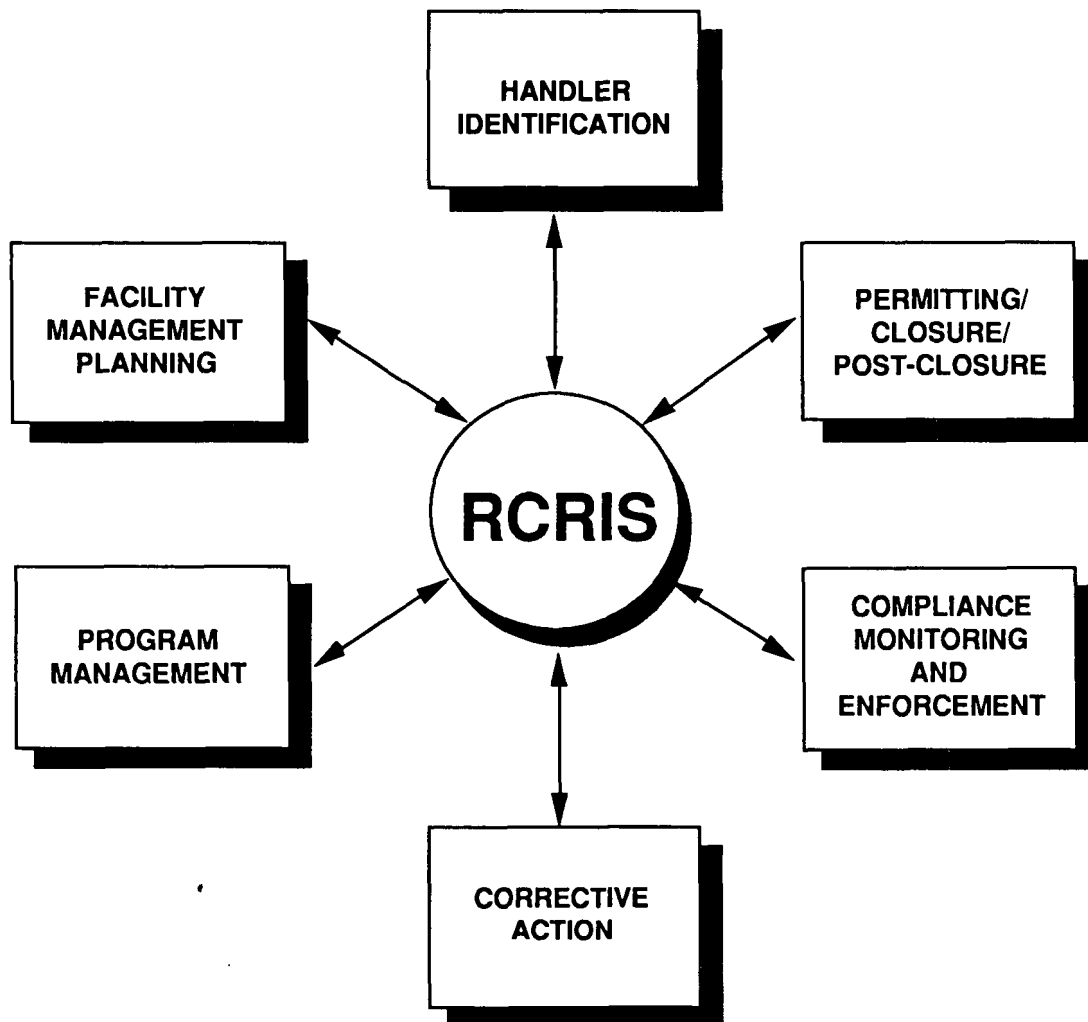 HANDLER
IDENTIFICATION
FACILITY
MANAGEMENT
PLANNING
PERMITTING/
CLOSURE/
POST-CLOSURE
RCRIS
PROGRAM
MANAGEMENT
COMPLIANCE
MONITORING
AND
ENFORCEMENT
CORRECTIVE
ACTION